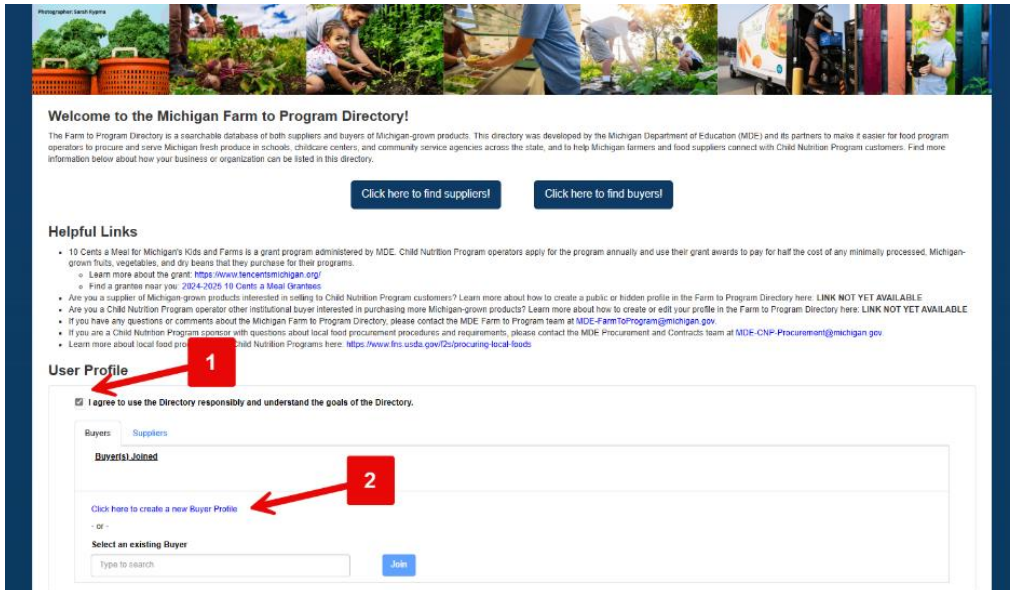 Photographer: Sarah Kypma
Welcome to the Michigan Farm to Program Directory!
The Farm to Program Directory is a searchable database of both suppliers and buyers of Michigan-grown products. This directory was developed by the Michigan Department of Education (MDE) and its partners to make it easier for food program
operators to procure and serve Michigan fresh produce in schools, childcare centers, and community service agencies across the state, and to help Michigan farmers and food suppliers connect with Child Nutrition Program customers. Find more
information below about how your business or organization can be listed in this directory.
Click here to find suppliers!
Click here to find buyers!
Helpful Links
• 10 Cents a Meal for Michigan's Kids and Farms is a grant program administered by MDE. Child Nutrition Program operators apply for the program annually and use their grant awards to pay for half the cost of any minimally processed, Michigan-
grown fruits, vegetables, and dry beans that they purchase for their programs.
○ Learn more about the grant: https://www.tencentsmichigan.org/
○ Find a grantee near you: 2024-2025 10 Cents a Meal Grantees
• Are you a supplier of Michigan-grown products interested in selling to Child Nutrition Program customers? Learn more about how to create a public or hidden profile in the Farm to Program Directory here: LINK NOT YET AVAILABLE
• Are you a Child Nutrition Program operator other institutional buyer interested in purchasing more Michigan-grown products? Learn more about how to create or edit your profile in the Farm to Program Directory here: LINK NOT YET AVAILABLE
• If you have any questions or comments about the Michigan Farm to Program Directory, please contact the MDE Farm to Program team at MDE-FarmToProgram@michigan.gov.
• If you are a Child Nutrition Program sponsor with questions about local food procurement procedures and requirements, please contact the MDE Procurement and Contracts team at MDE-CNP-Procurement@michigan.gov.
• Learn more about local food pro Child Nutrition Programs here: https://www.fns.usda.gov/f2s/procuring-local-foods
User Profile
1
I agree to use the Directory responsibly and understand the goals of the Directory.
Buyers Suppliers
Buyer(s) Joined
2
Click here to create a new Buyer Profile
- or -
Select an existing Buyer
Type to search
Join